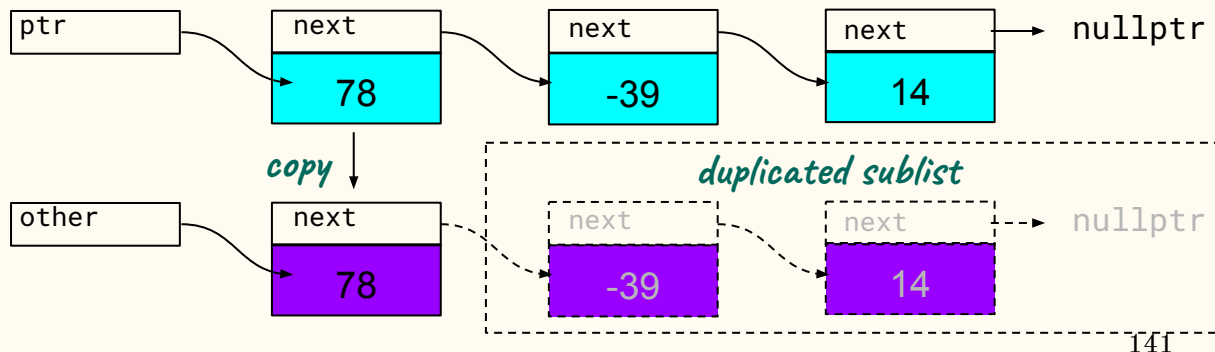 ptr
next
next
next
nullptr
78
-39
14
copy
duplicated sublist
other
next
next
next
nullptr
78
-39
14
141